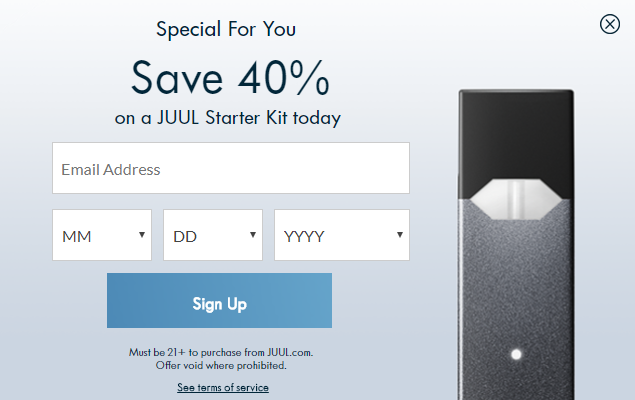 Special For You
Save 40%
on a JUUL Starter Kit today
Email Address
MM DD YYYY
Sign Up
Must be 21+ to purchase from JUUL.com.
Offer void where prohibited.
See terms of service